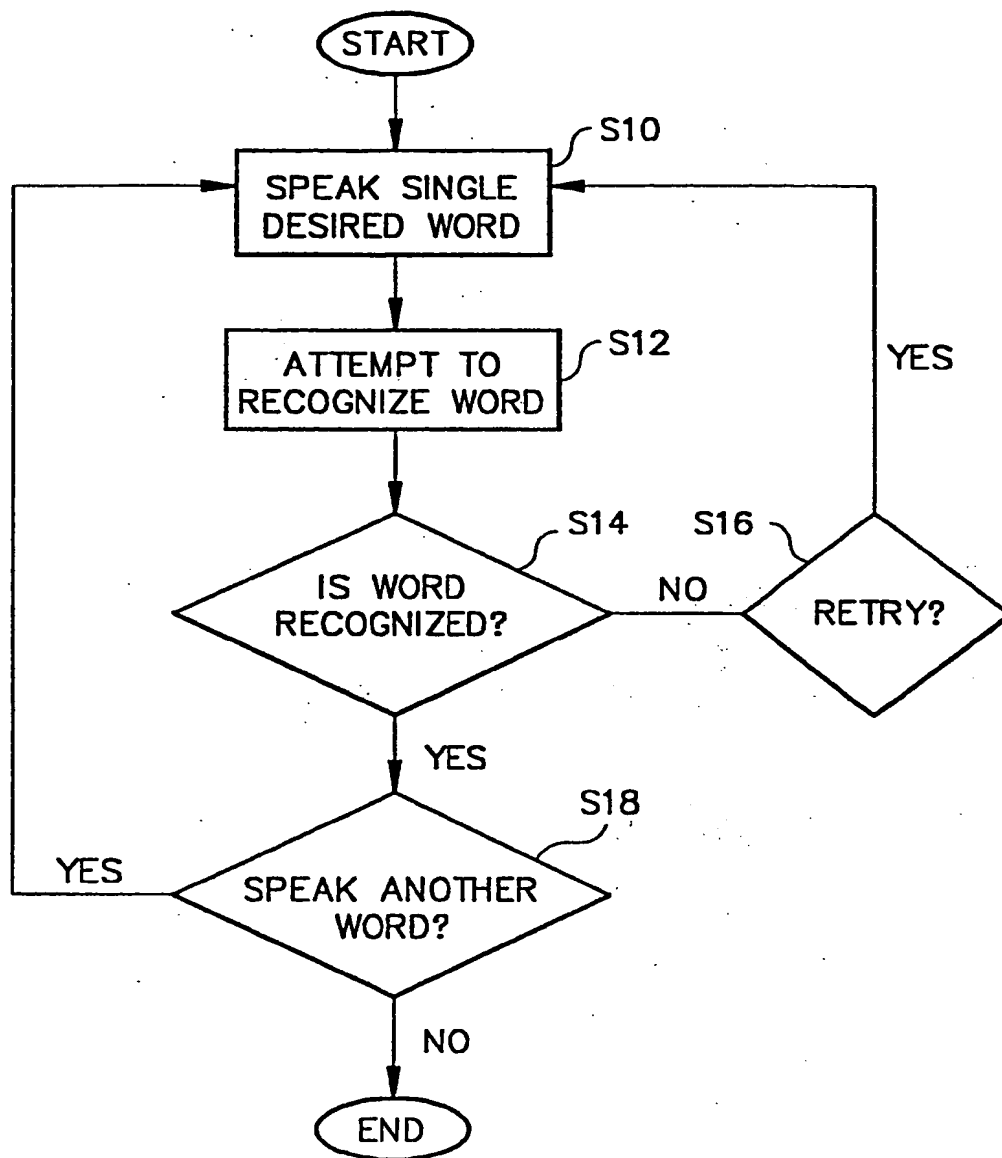 START
S10
SPEAK SINGLE
DESIRED WORD
S12
ATTEMPT TO
RECOGNIZE WORD
YES
S14
S16
IS WORD
RECOGNIZED?
NO
RETRY?
YES
S18
YES
SPEAK ANOTHER
WORD?
NO
END